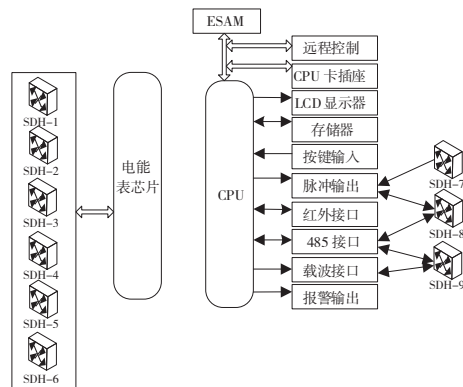 ESAM
远程控制
CPU 卡插座
LCD 显示器
存储器
按键输入
脉冲输出
红外接口
485 接口
载波接口
报警输出
CPU
电能
表芯片
SDH-1
SDH-2
SDH-3
SDH-4
SDH-5
SDH-6
SDH-7
SDH-8
SDH-9